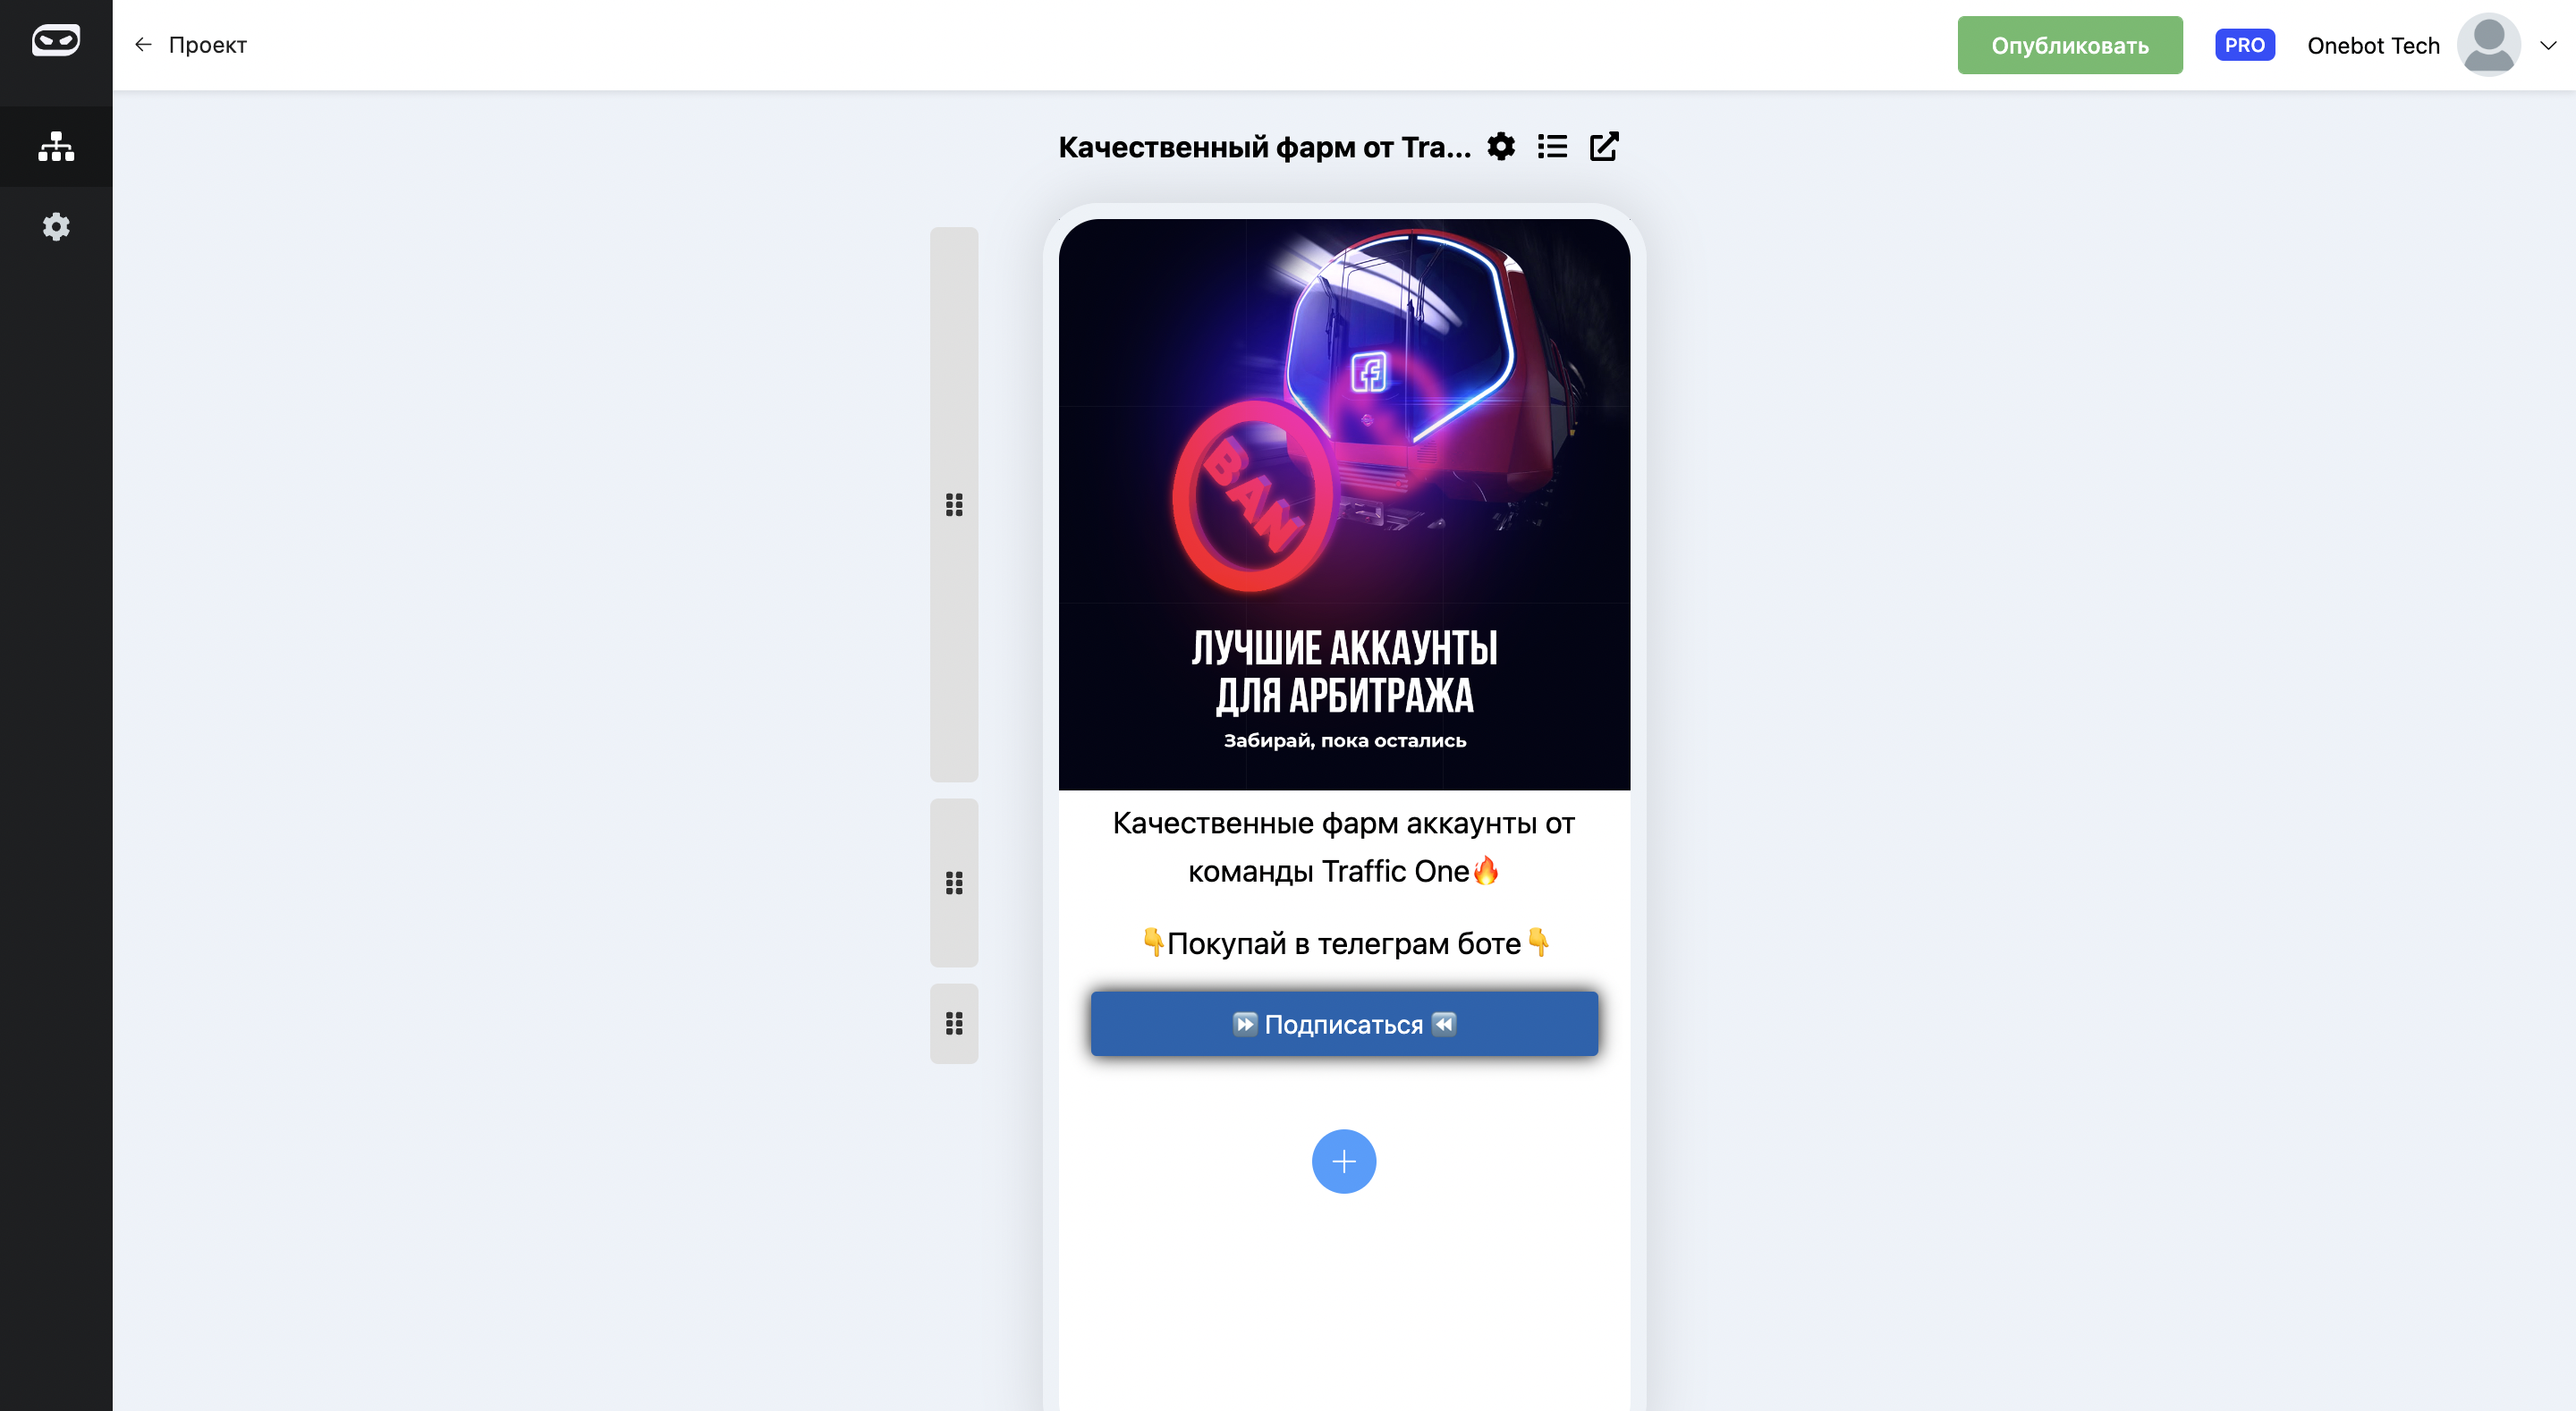 Проект
Опубликовать
PRO
Onebot Tech
Качественный фарм от Tra...
BAN
ЛУЧШИЕ АККАУНТЫ
ДЛЯ АРБИТРАЖА
Забирай, пока остались
Качественные фарм аккаунты от
команды Traffic One🔥
👇Покупай в телеграм боте👇
⏩ Подписаться ⏪